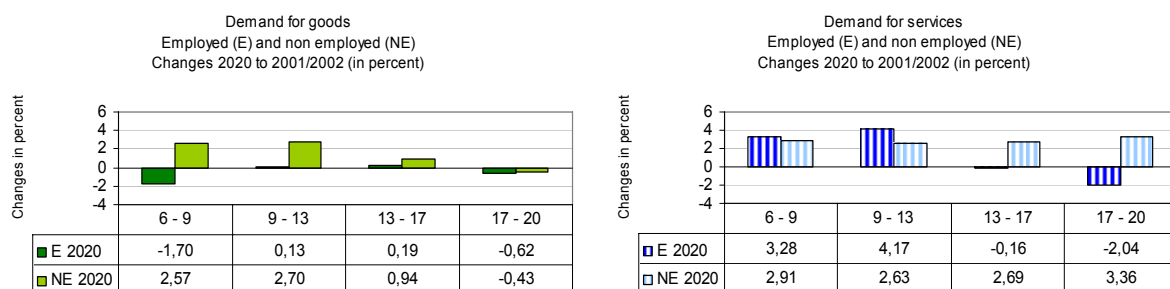 Demand for goods
Employed (E) and non employed (NE)
Changes 2020 to 2001/2002 (in percent)
Changes in percent
6
4
2
0
-2
-4
6 - 9 9 - 13 13 - 17 17 - 20
E 2020 -1,70 0,13 0,19 -0,62
NE 2020 2,57 2,70 0,94 -0,43
Demand for services
Employed (E) and non employed (NE)
Changes 2020 to 2001/2002 (in percent)
Changes in percent
6
4
2
0
-2
-4
6 - 9 9 - 13 13 - 17 17 - 20
E 2020 3,28 4,17 -0,16 -2,04
NE 2020 2,91 2,63 2,69 3,36